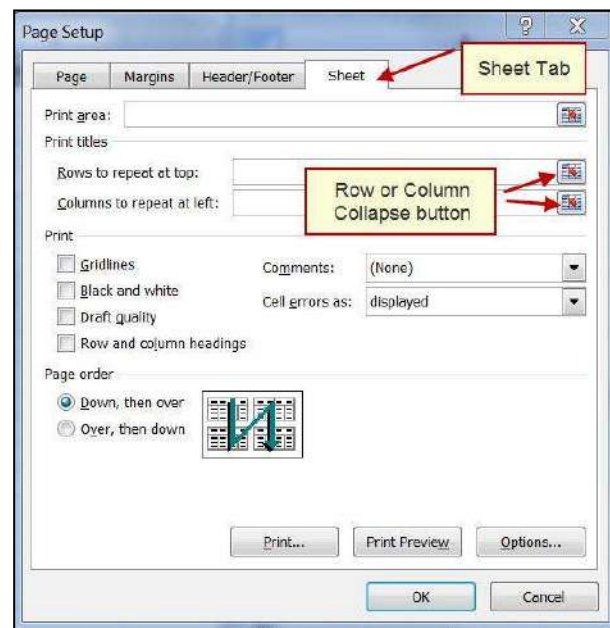 Page Setup
Page Margins Header/Footer Sheet
Sheet Tab
Print area:
Print titles
Rows to repeat at top:
Columns to repeat at left:
Row or Column
Collapse button
Print
Gridlines
Black and white
Draft quality
Row and column headings
Comments: (None)
Cell errors as: displayed
Page order
Down, then over
Over, then down
Print... Print Preview Options...
OK Cancel